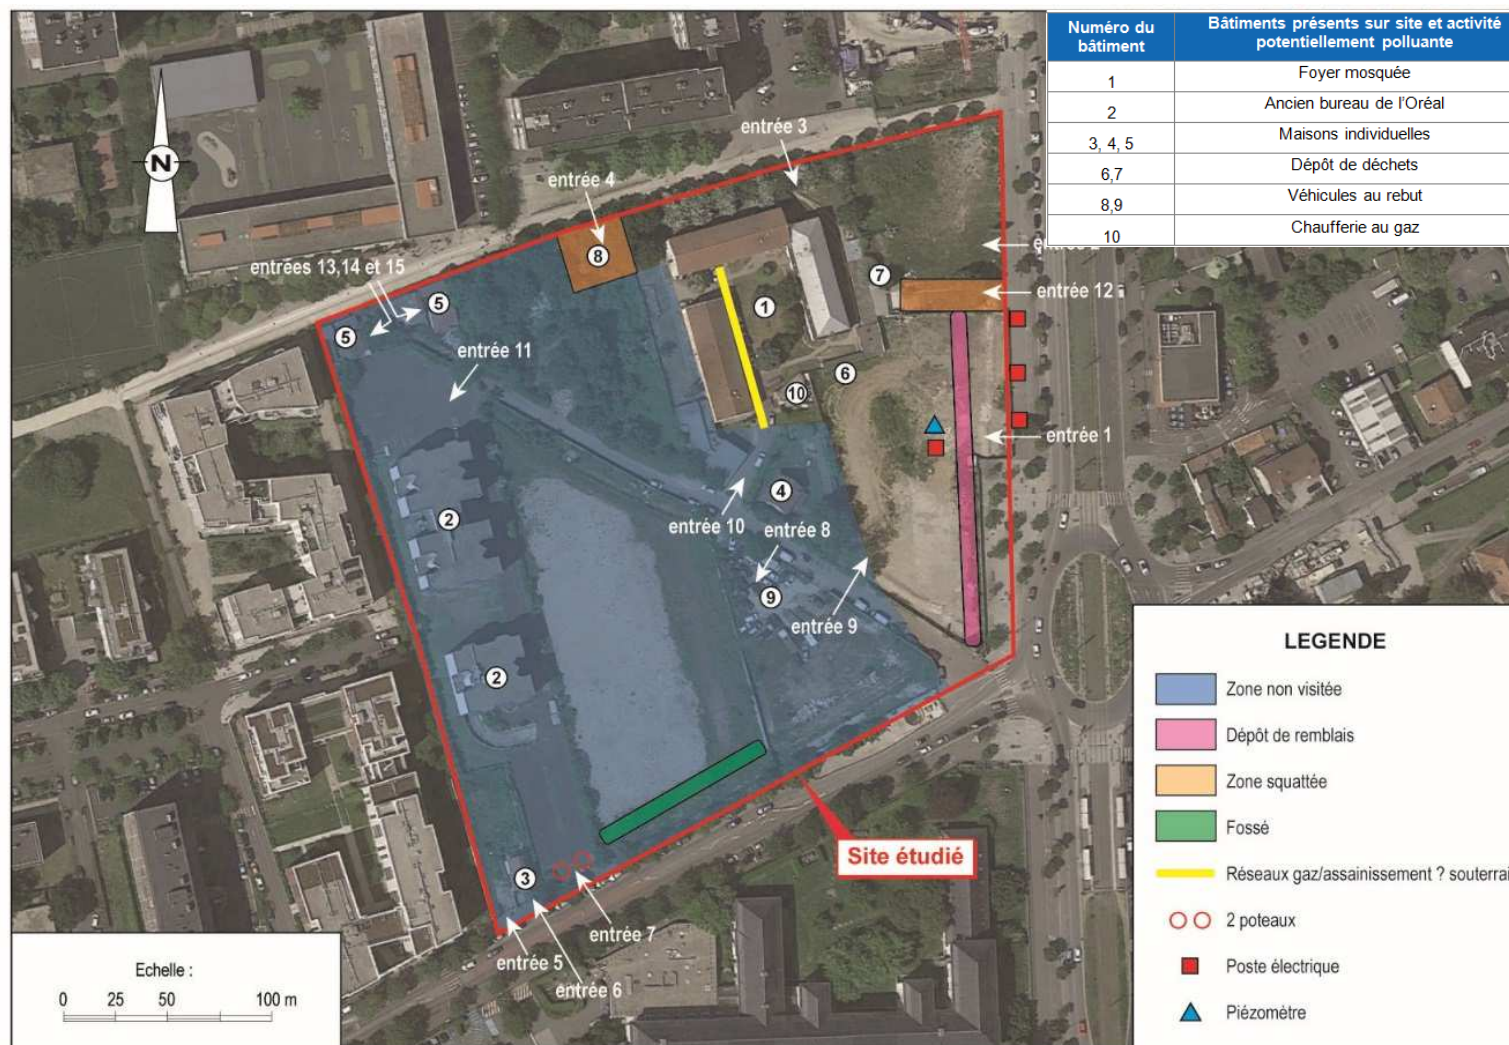 Numéro du
bâtiment
Bâtiments présents sur site et activité
potentiellement polluante
1
Foyer mosquée
2
Ancien bureau de l'Oréal
3, 4, 5
Maisons individuelles
6,7
Dépôt de déchets
8,9
Véhicules au rebut
10
Chaufferie au gaz
entrée 3
entrée 4
N
8
entrées 13,14 et 15
7
entrée 12
5
1
5
entrée 11
6
10
entrée 1
4
2
entrée 10
entrée 8
9
entrée 9
2
Site étudié
3
entrée 7
entrée 5
entrée 6
LEGENDE
Zone non visitée
Dépôt de remblais
Zone squattée
Fossé
Réseaux gaz/assainissement ? souterrai
2 poteaux
Poste électrique
Piézomètre
Echelle :
0 25 50 100 m